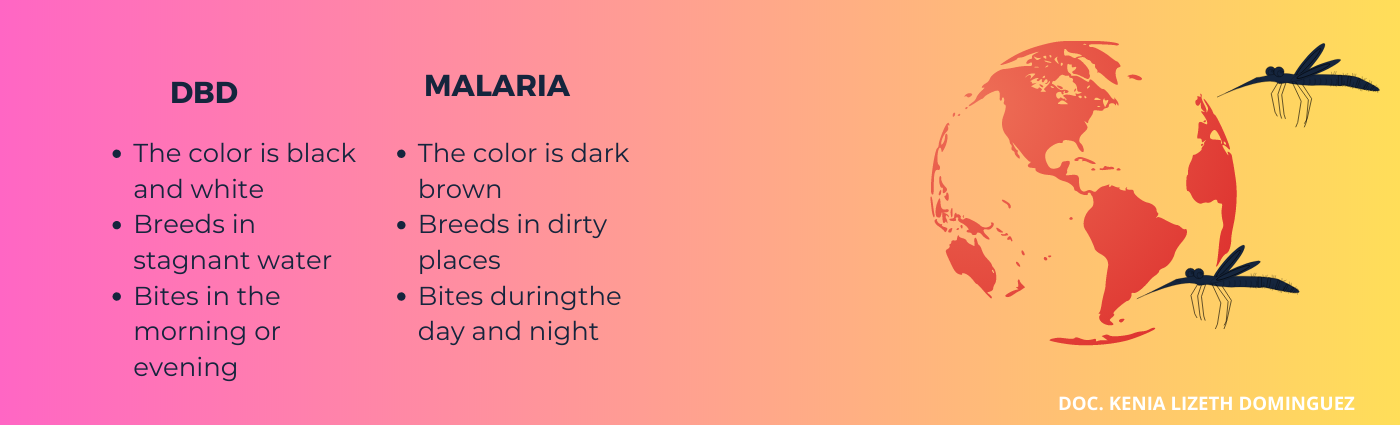 DBD
• The color is black
and white
• Breeds in
stagnant water
• Bites in the
morning or
evening
MALARIA
• The color is dark
brown
• Breeds in dirty
places
• Bites duringthe
day and night
DOC. KENIA LIZETH DOMINGUEZ